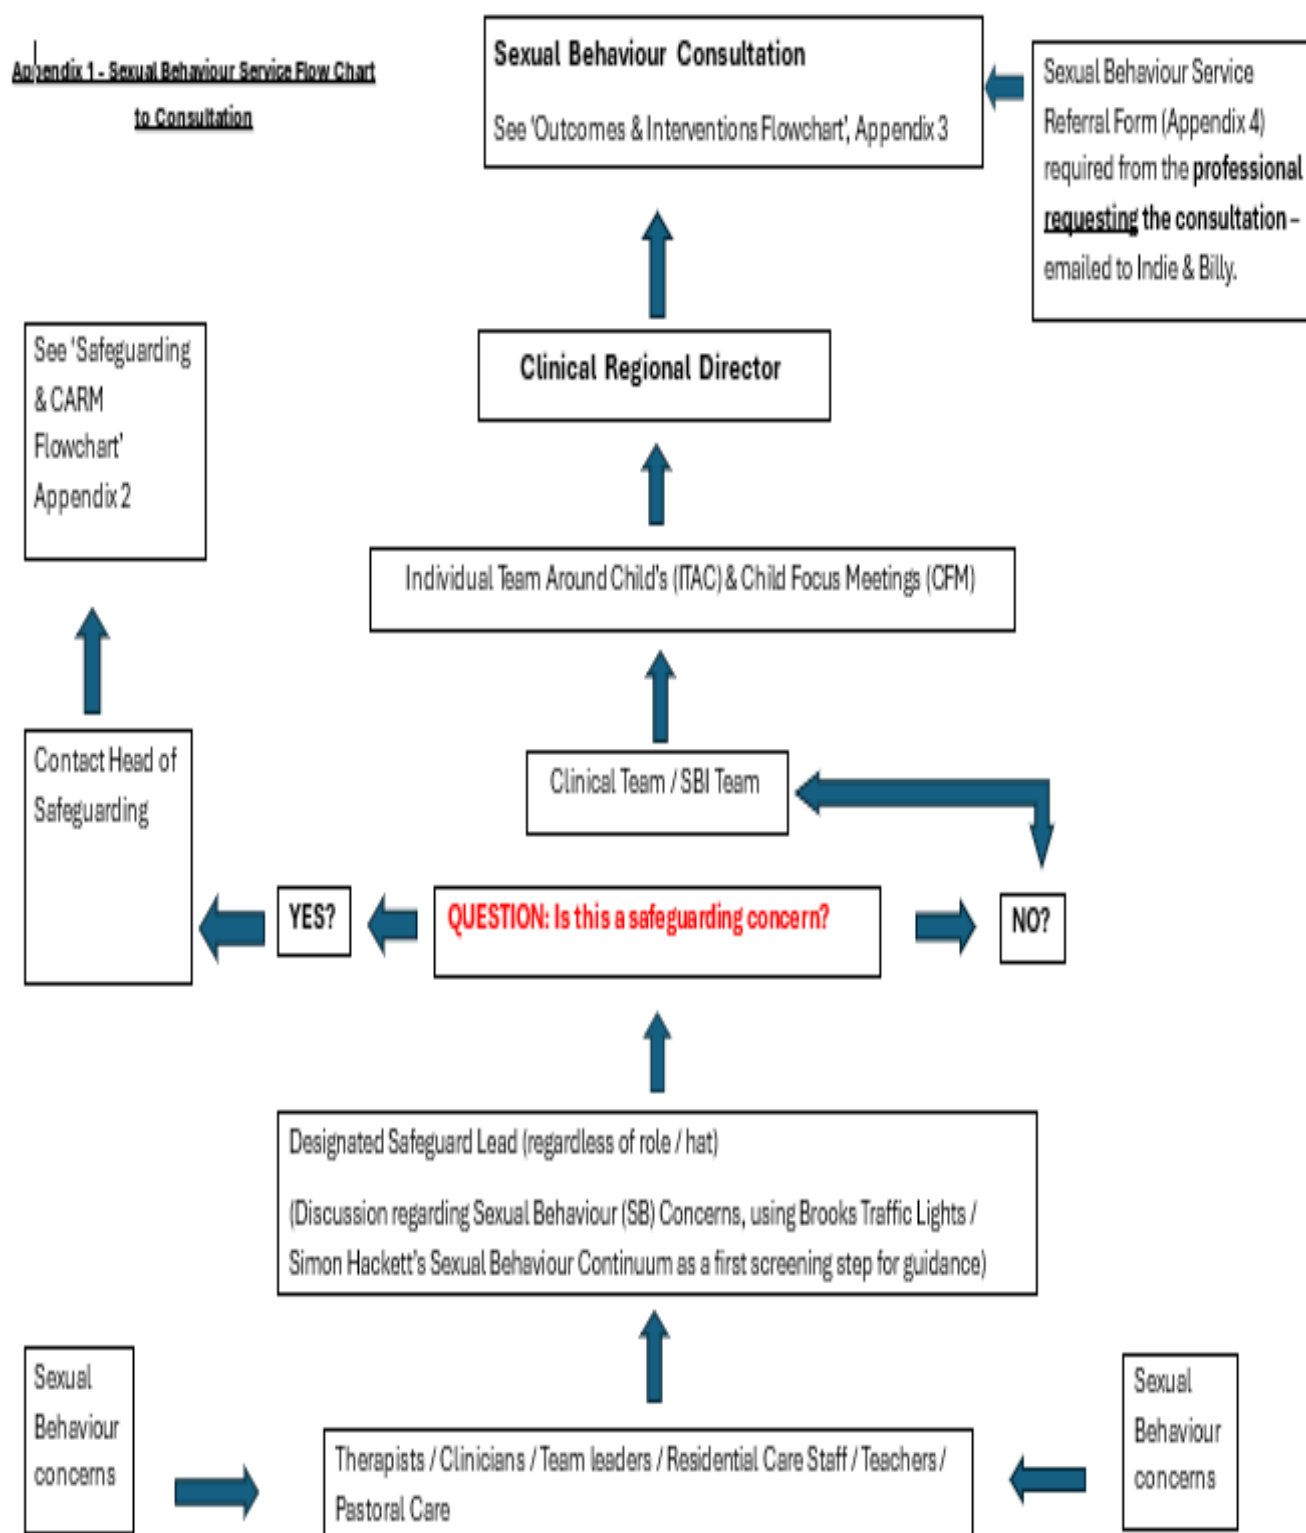 Appendix 1 - Sexual Behaviour Service Flow Chart
to Consultation
Sexual Behaviour Consultation
See 'Outcomes & Interventions Flowchart', Appendix 3
Sexual Behaviour Service
Referral Form (Appendix 4)
required from the professional
requesting the consultation –
emailed to Indie & Billy.
See 'Safeguarding
& CARM
Flowchart'
Appendix 2
Clinical Regional Director
Individual Team Around Child's (ITAC) & Child Focus Meetings (CFM)
Contact Head of
Safeguarding
Clinical Team / SBI Team
YES?
QUESTION: Is this a safeguarding concern?
NO?
Designated Safeguard Lead (regardless of role / hat)
(Discussion regarding Sexual Behaviour (SB) Concerns, using Brooks Traffic Lights /
Simon Hackett's Sexual Behaviour Continuum as a first screening step for guidance)
Sexual
Behaviour
concerns
Therapists / Clinicians / Team leaders / Residential Care Staff / Teachers /
Pastoral Care
Sexual
Behaviour
concerns